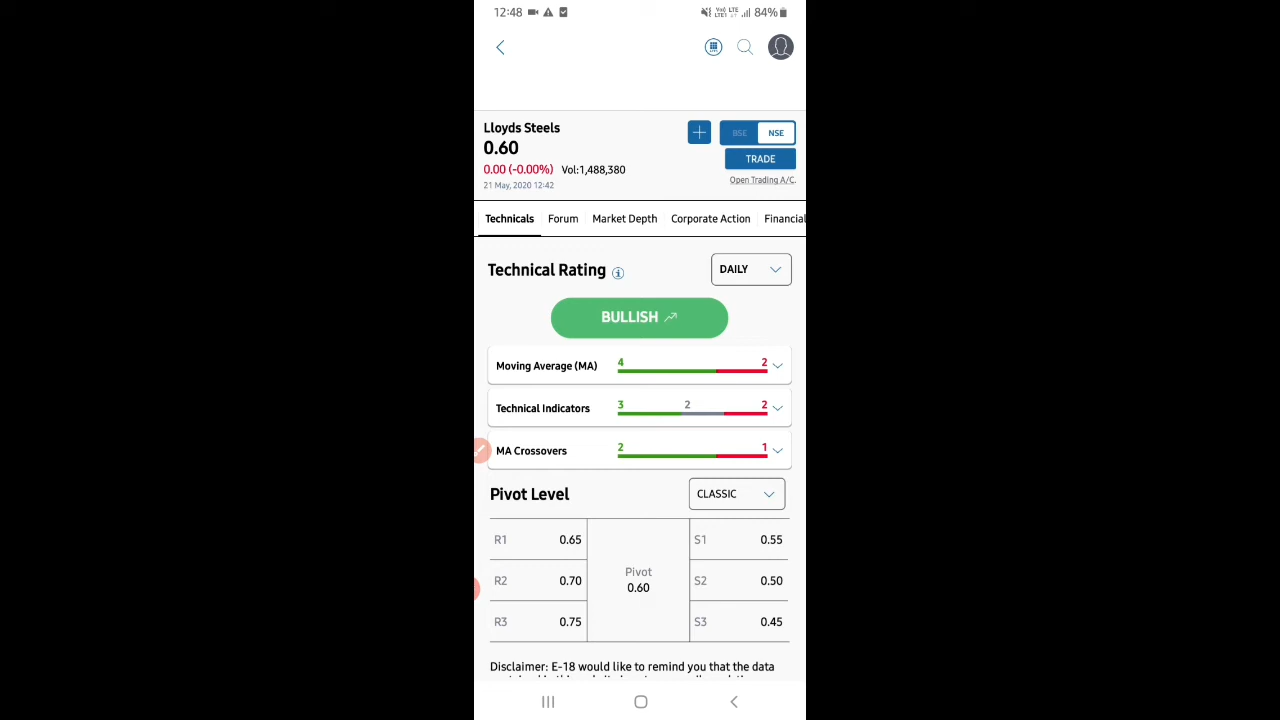 12:48 84%
Lloyds Steels
0.60
BSE NSE
0.00 (-0.00%) Vol:1,488,380
TRADE
21 May, 2020 12:42
Open Trading A/C.
Technicals Forum Market Depth Corporate Action Financial
Technical Rating DAILY
BULLISH
Moving Average (MA) 4 2
Technical Indicators 3 2 2
MA Crossovers 2 1
Pivot Level CLASSIC
R1 0.65 S1 0.55
Pivot
R2 0.70 0.60 S2 0.50
R3 0.75 S3 0.45
Disclaimer: E-18 would like to remind you that the data